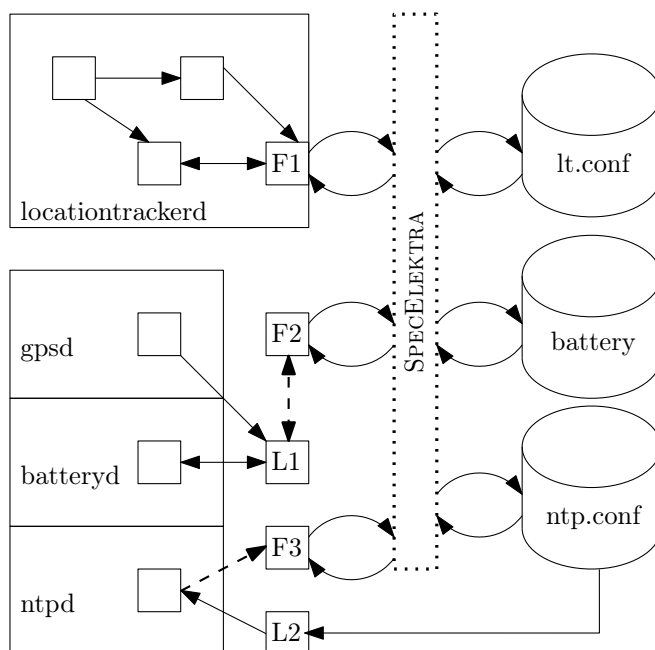 F1
lt.conf
locationtrackerd
SPECELEKTRA
gpsd
F2
battery
batteryd
L1
ntp.conf
F3
ntpd
L2